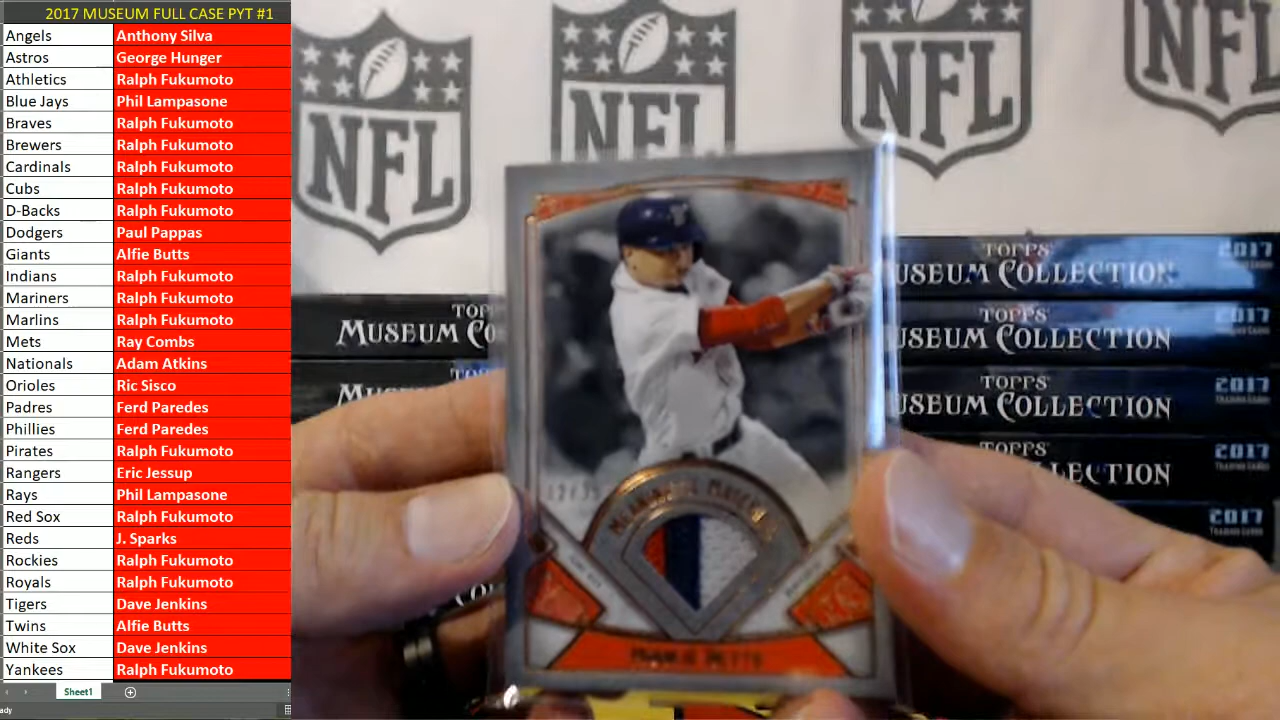 2017 MUSEUM FULL CASE PYT #1
Angels Anthony Silva
Astros George Hunger
Athletics Ralph Fukumoto
Blue Jays Phil Lampasone
Braves Ralph Fukumoto
Brewers Ralph Fukumoto
Cardinals Ralph Fukumoto
Cubs Ralph Fukumoto
D-Backs Ralph Fukumoto
Dodgers Paul Pappas
Giants Alfie Butts
Indians Ralph Fukumoto
Mariners Ralph Fukumoto
Marlins Ralph Fukumoto
Mets Ray Combs
Nationals Adam Atkins
Orioles Ric Sisco
Padres Ferd Paredes
Phillies Ferd Paredes
Pirates Ralph Fukumoto
Rangers Eric Jessup
Rays Phil Lampasone
Red Sox Ralph Fukumoto
Reds J. Sparks
Rockies Ralph Fukumoto
Royals Ralph Fukumoto
Tigers Dave Jenkins
Twins Alfie Butts
White Sox Dave Jenkins
Yankees Ralph Fukumoto
Sheet1
ady
NFL
NFL
NFL
NFL
TOPPS 2017
MUSEUM COLLECTION
TOPPS 2017
MUSEUM COLLECTION
TOPPS 2017
USEUM COLLECTION
TOPPS 2017
MUSEUM
2017